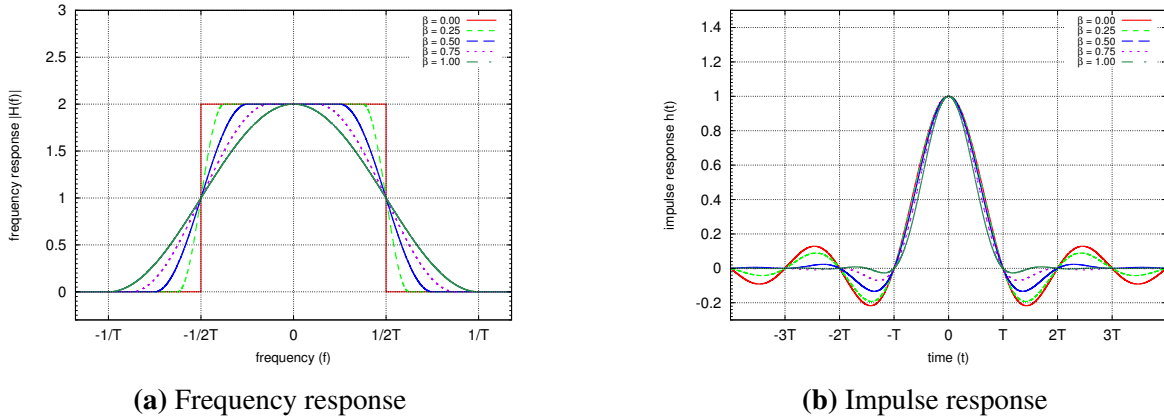 3
2.5
2
1.5
1
0.5
0
-1/T
-1/2T
0
1/2T
1/T
frequency (f)
frequency response |H(f)|
β = 0.00
β = 0.25
β = 0.50
β = 0.75
β = 1.00
(a) Frequency response
1.4
1.2
1
0.8
0.6
0.4
0.2
0
-0.2
-3T
-2T
-T
0
T
2T
3T
time (t)
impulse response h(t)
β = 0.00
β = 0.25
β = 0.50
β = 0.75
β = 1.00
(b) Impulse response